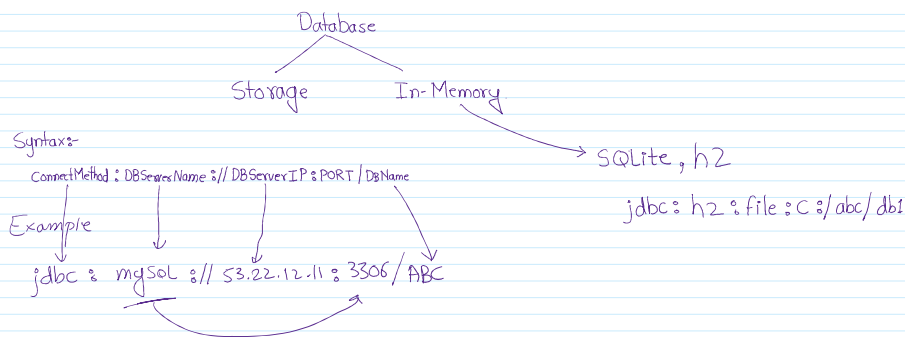 Database
Storage
In-Memory
SQLite, h2
jdbc:h2:file:C:/abc/db1
Syntax:-
ConnectMethod:DBServerName://DBServerIP:PORT/DBName
Example
jdbc: mySQL://53.22.12.11:3306/ABC